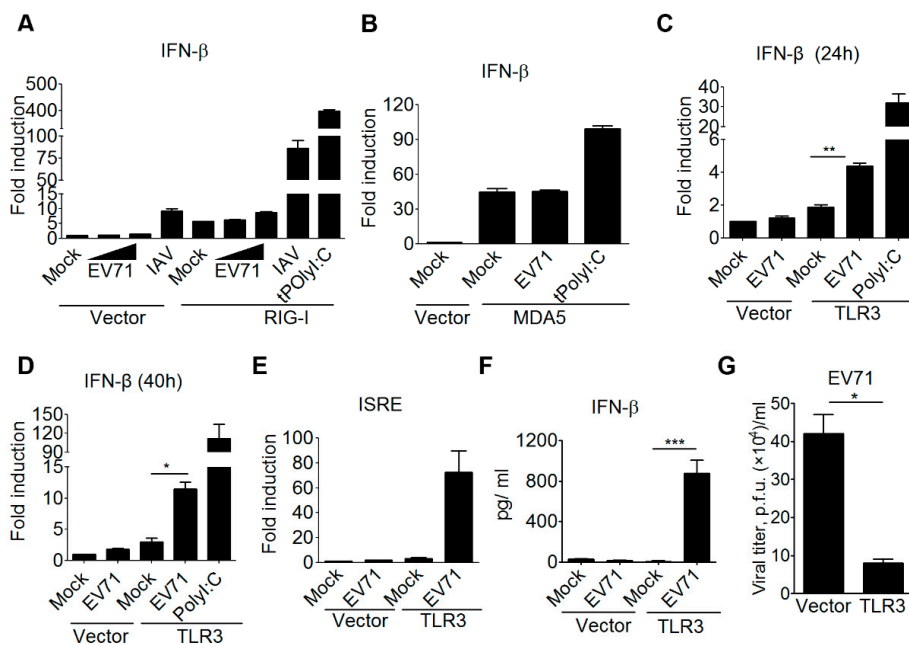 A
IFN-β
Fold induction
500
400
300
100
75
50
15
10
5
0
Mock
EV71
IAV
Mock
EV71
IAV
tPOlyI:C
Vector
RIG-I
B
IFN-β
Fold induction
120
90
60
30
0
Mock
Mock
EV71
tPolyI:C
Vector
MDA5
C
IFN-β (24h)
Fold induction
40
30
20
6
4
2
0
**
Mock
EV71
Mock
EV71
PolyI:C
Vector
TLR3
D
IFN-β (40h)
Fold induction
150
120
90
15
10
5
0
*
Mock
EV71
Mock
EV71
PolyI:C
Vector
TLR3
E
ISRE
Fold induction
100
80
60
40
20
0
Mock
EV71
Mock
EV71
Vector
TLR3
F
IFN-β
pg/ ml
1200
800
400
0
***
Mock
EV71
Mock
EV71
Vector
TLR3
G
EV71
Viral titer, p.f.u. (×10⁴)/ml
50
40
30
20
10
0
*
Vector
TLR3